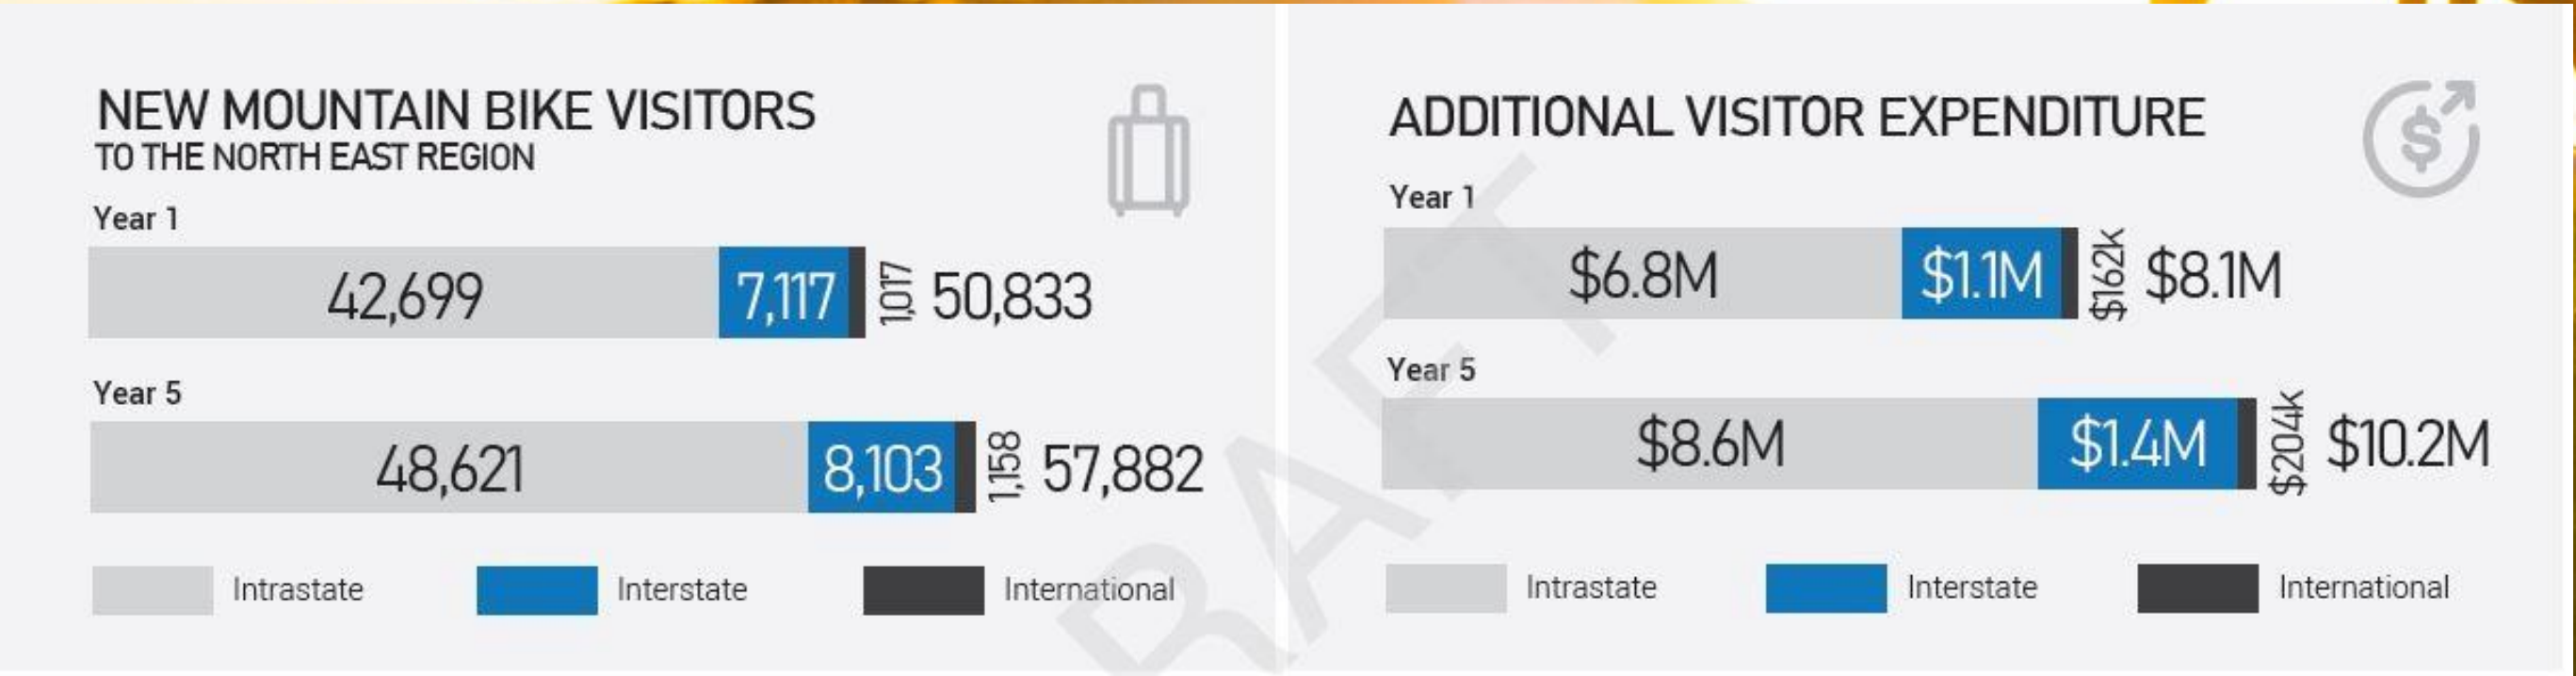 NEW MOUNTAIN BIKE VISITORS
TO THE NORTH EAST REGION
Year 1
42,699 7,117 1,017 50,833
Year 5
48,621 8,103 1,158 57,882
Intrastate Interstate International
ADDITIONAL VISITOR EXPENDITURE
$
Year 1
$6.8M $1.1M $162k $8.1M
Year 5
$8.6M $1.4M $204k $10.2M
Intrastate Interstate International
RAFT